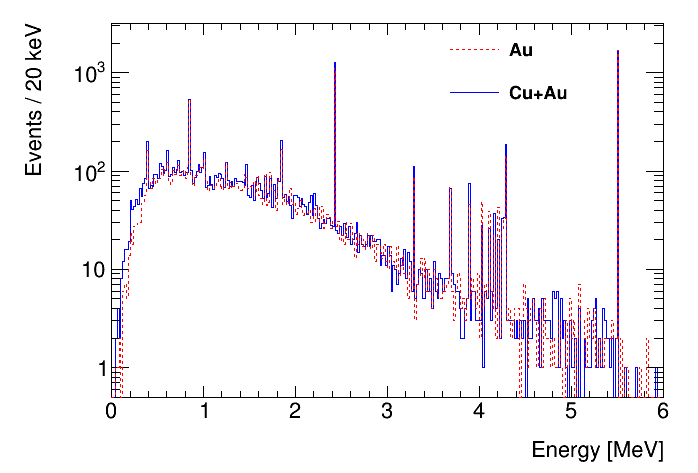 Events / 20 keV
10³
10²
10
1
Au
Cu+Au
0 1 2 3 4 5 6
Energy [MeV]